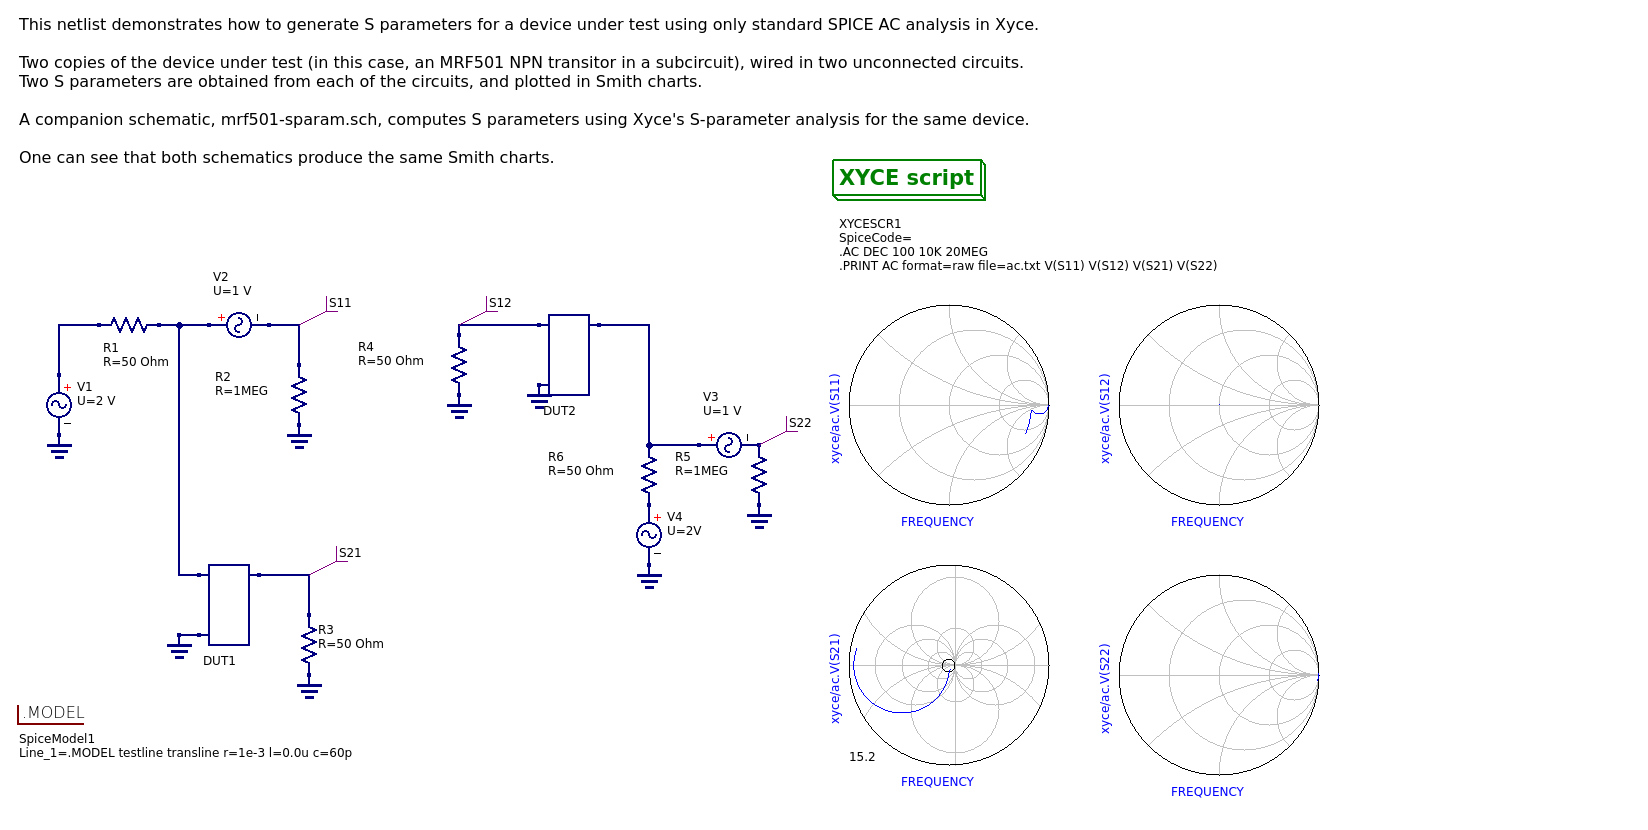 This netlist demonstrates how to generate S parameters for a device under test using only standard SPICE AC analysis in Xyce.
Two copies of the device under test (in this case, an MRF501 NPN transitor in a subcircuit), wired in two unconnected circuits.
Two S parameters are obtained from each of the circuits, and plotted in Smith charts.
A companion schematic, mrf501-sparam.sch, computes S parameters using Xyce's S-parameter analysis for the same device.
One can see that both schematics produce the same Smith charts.
XYCE script
XYCESCR1
SpiceCode=
.AC DEC 100 10K 20MEG
.PRINT AC format=raw file=ac.txt V(S11) V(S12) V(S21) V(S22)
V2
U=1 V
S11
R1
R=50 Ohm
V1
U=2 V
R2
R=1MEG
S21
R3
R=50 Ohm
DUT1
S12
R4
R=50 Ohm
DUT2
V3
U=1 V
S22
R6
R=50 Ohm
R5
R=1MEG
V4
U=2V
.MODEL
SpiceModel1
Line_1=.MODEL testline transline r=1e-3 l=0.0u c=60p
xyce/ac.V(S11)
FREQUENCY
xyce/ac.V(S12)
FREQUENCY
xyce/ac.V(S21)
15.2
FREQUENCY
xyce/ac.V(S22)
FREQUENCY